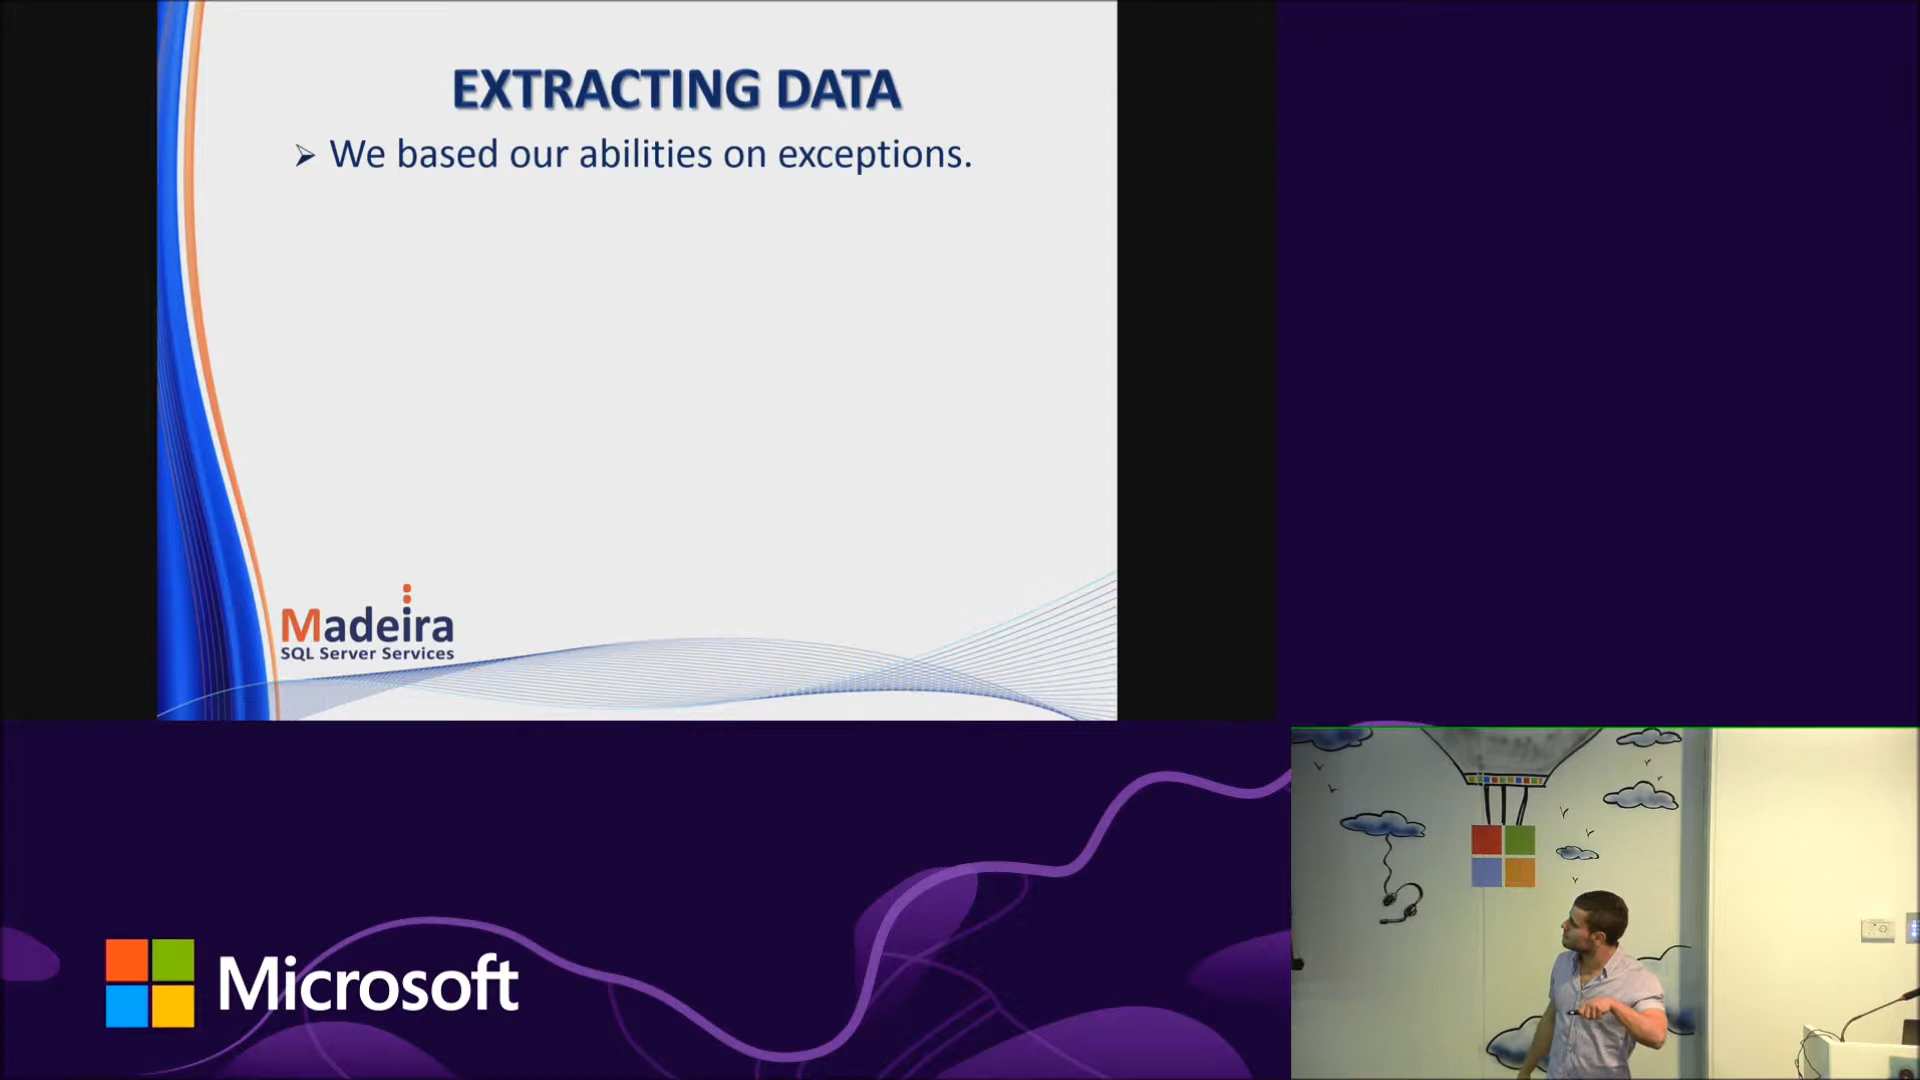 EXTRACTING DATA
➢ We based our abilities on exceptions.
Madeira
SQL Server Services
Microsoft